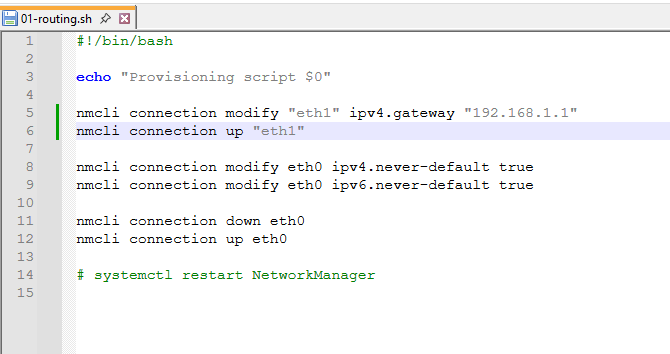 01-routing.sh
1 #!/bin/bash
2
3 echo "Provisioning script $0"
4
5 nmcli connection modify "eth1" ipv4.gateway "192.168.1.1"
6 nmcli connection up "eth1"
7
8 nmcli connection modify eth0 ipv4.never-default true
9 nmcli connection modify eth0 ipv6.never-default true
10
11 nmcli connection down eth0
12 nmcli connection up eth0
13
14 # systemctl restart NetworkManager
15